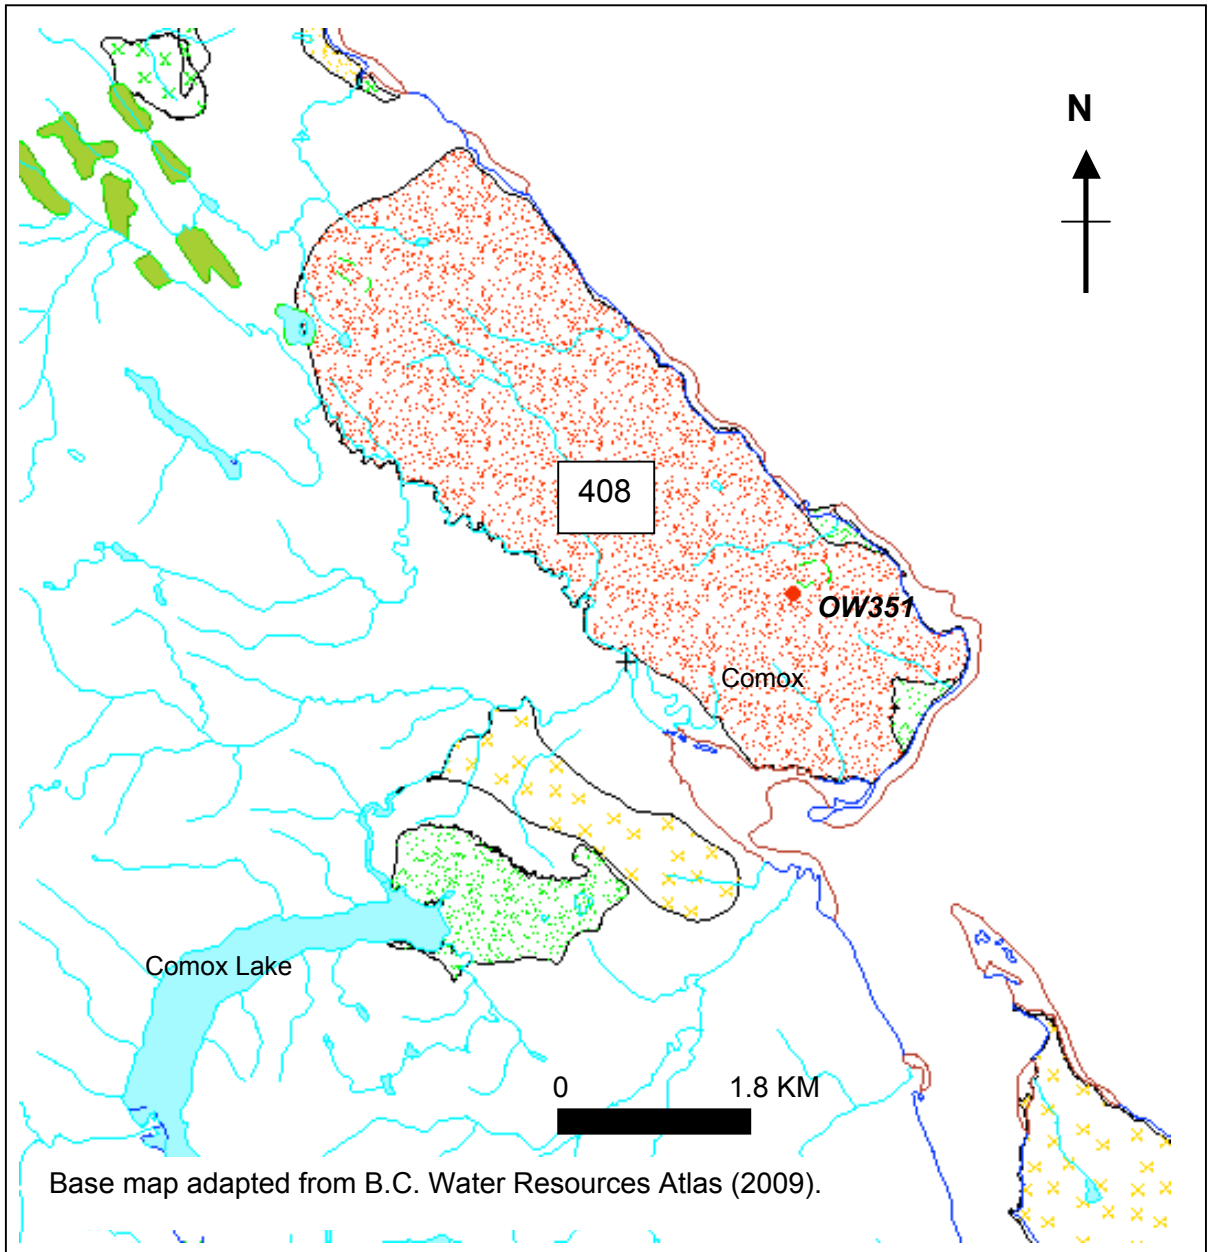 N
408
OW351
Comox
Comox Lake
0 1.8 KM
Base map adapted from B.C. Water Resources Atlas (2009).